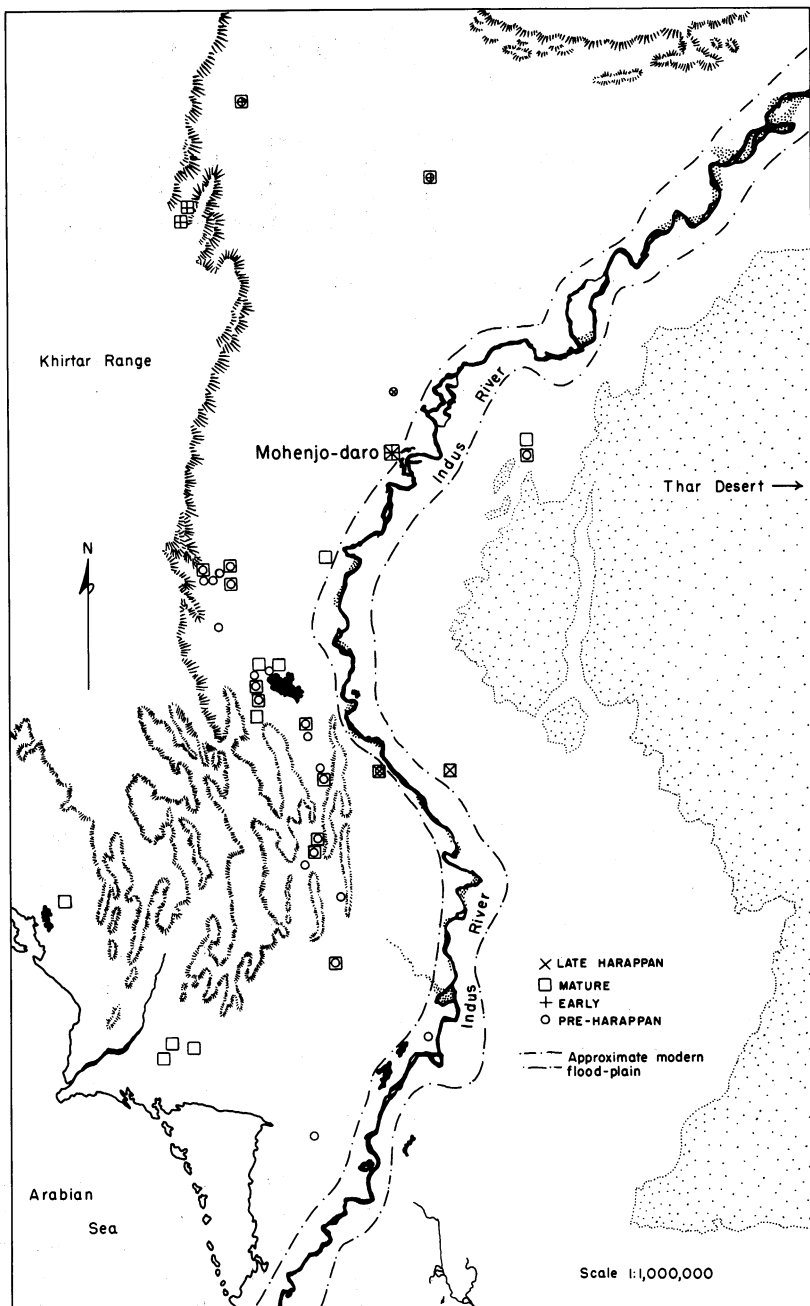 Khirtar Range
River
Indus
Mohenjo-daro
Thar Desert
N
River
Indus
LATE HARAPPAN
MATURE
EARLY
PRE-HARAPPAN
Approximate modern
flood-plain
Arabian
Sea
Scale 1:1,000,000